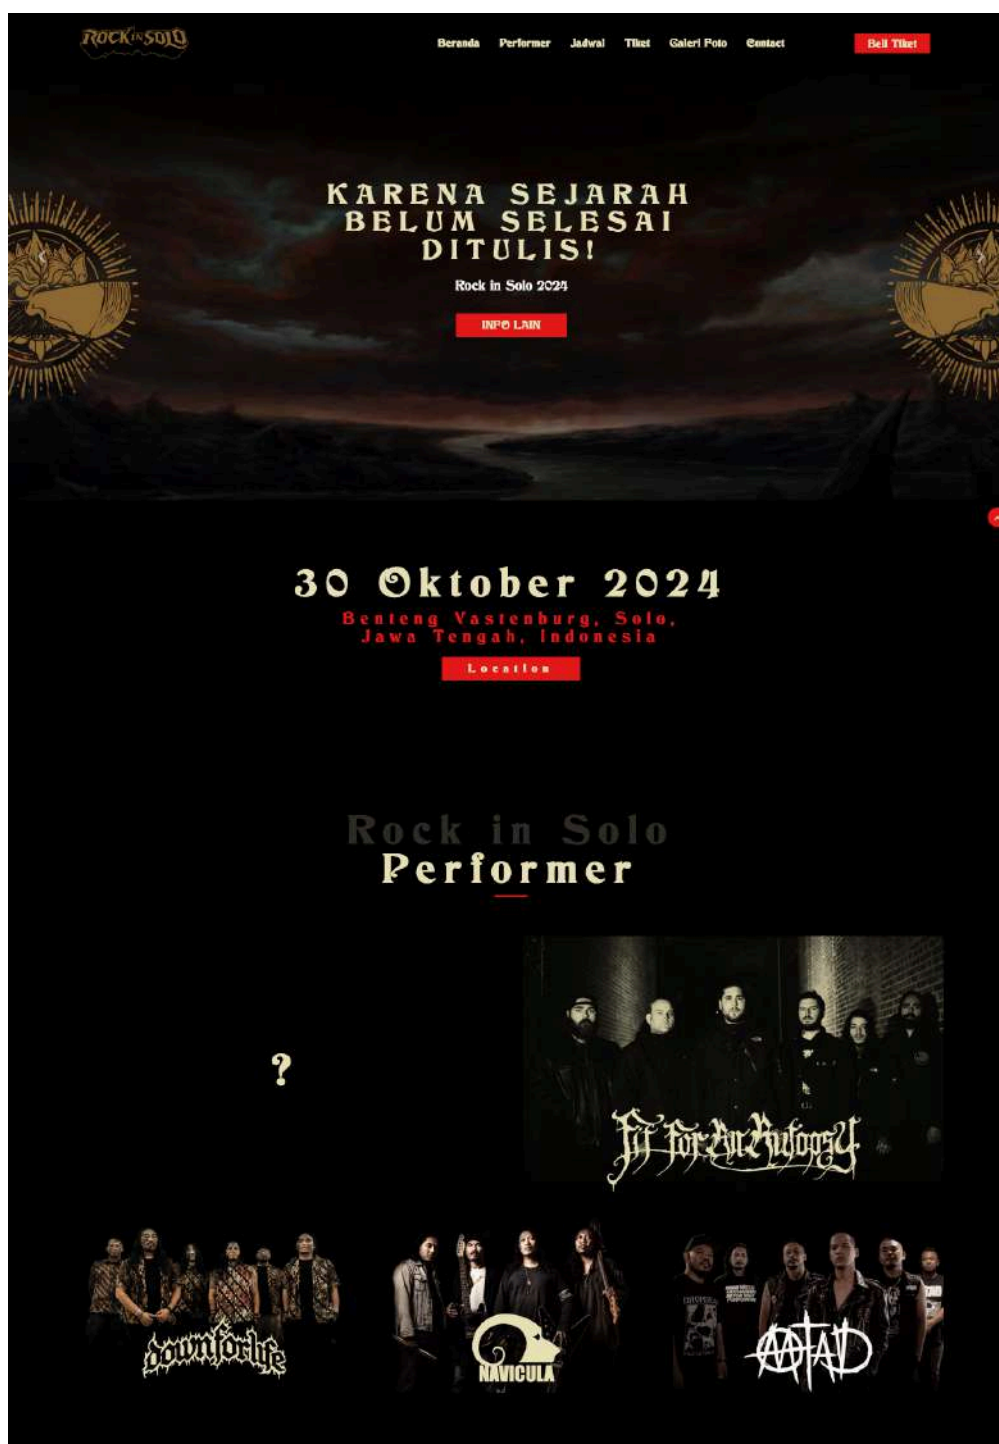 ROCK IN SOLO
Beranda Performer Jadwal Tiket Galeri Foto Contact Beli Tiket
KARENA SEJARAH
BELUM SELESAI
DITULIS!
Rock in Solo 2024
INFO LAIN
30 Oktober 2024
Benteng Vastenburg, Solo,
Jawa Tengah, Indonesia
Location
Rock in Solo
Performer
?
Fit For An Autopsy
downforlife
NAVICULA